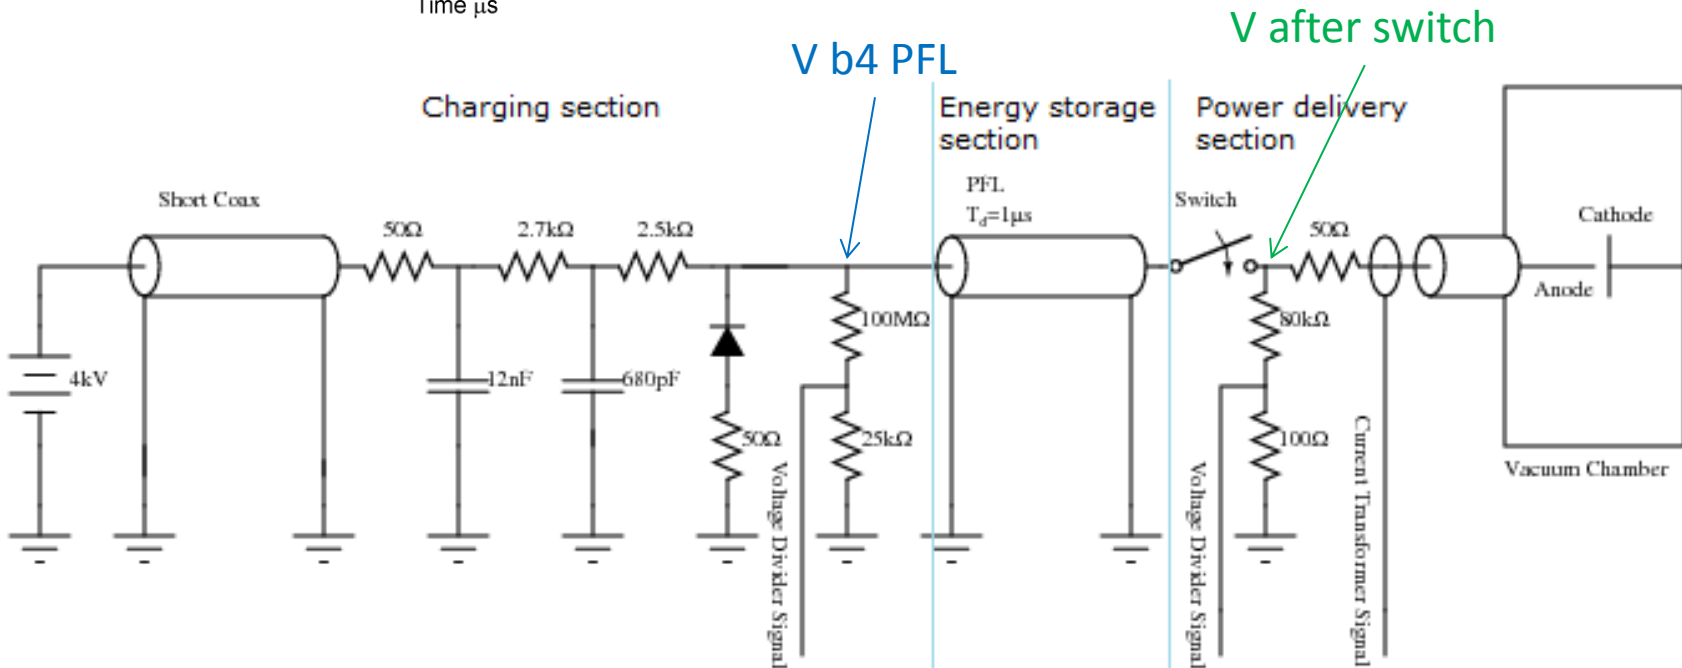 Time μs
V b4 PFL
V after switch
Charging section
Energy storage
section
Power delivery
section
Short Coax
PFL
T_d=1μs
Switch
50Ω
2.7kΩ
2.5kΩ
50Ω
Cathode
Anode
100MΩ
80kΩ
4kV
12nF
680pF
50Ω
25kΩ
100Ω
Voltage Divider Signal
Voltage Divider Signal
Current Transformer Signal
Vacuum Chamber